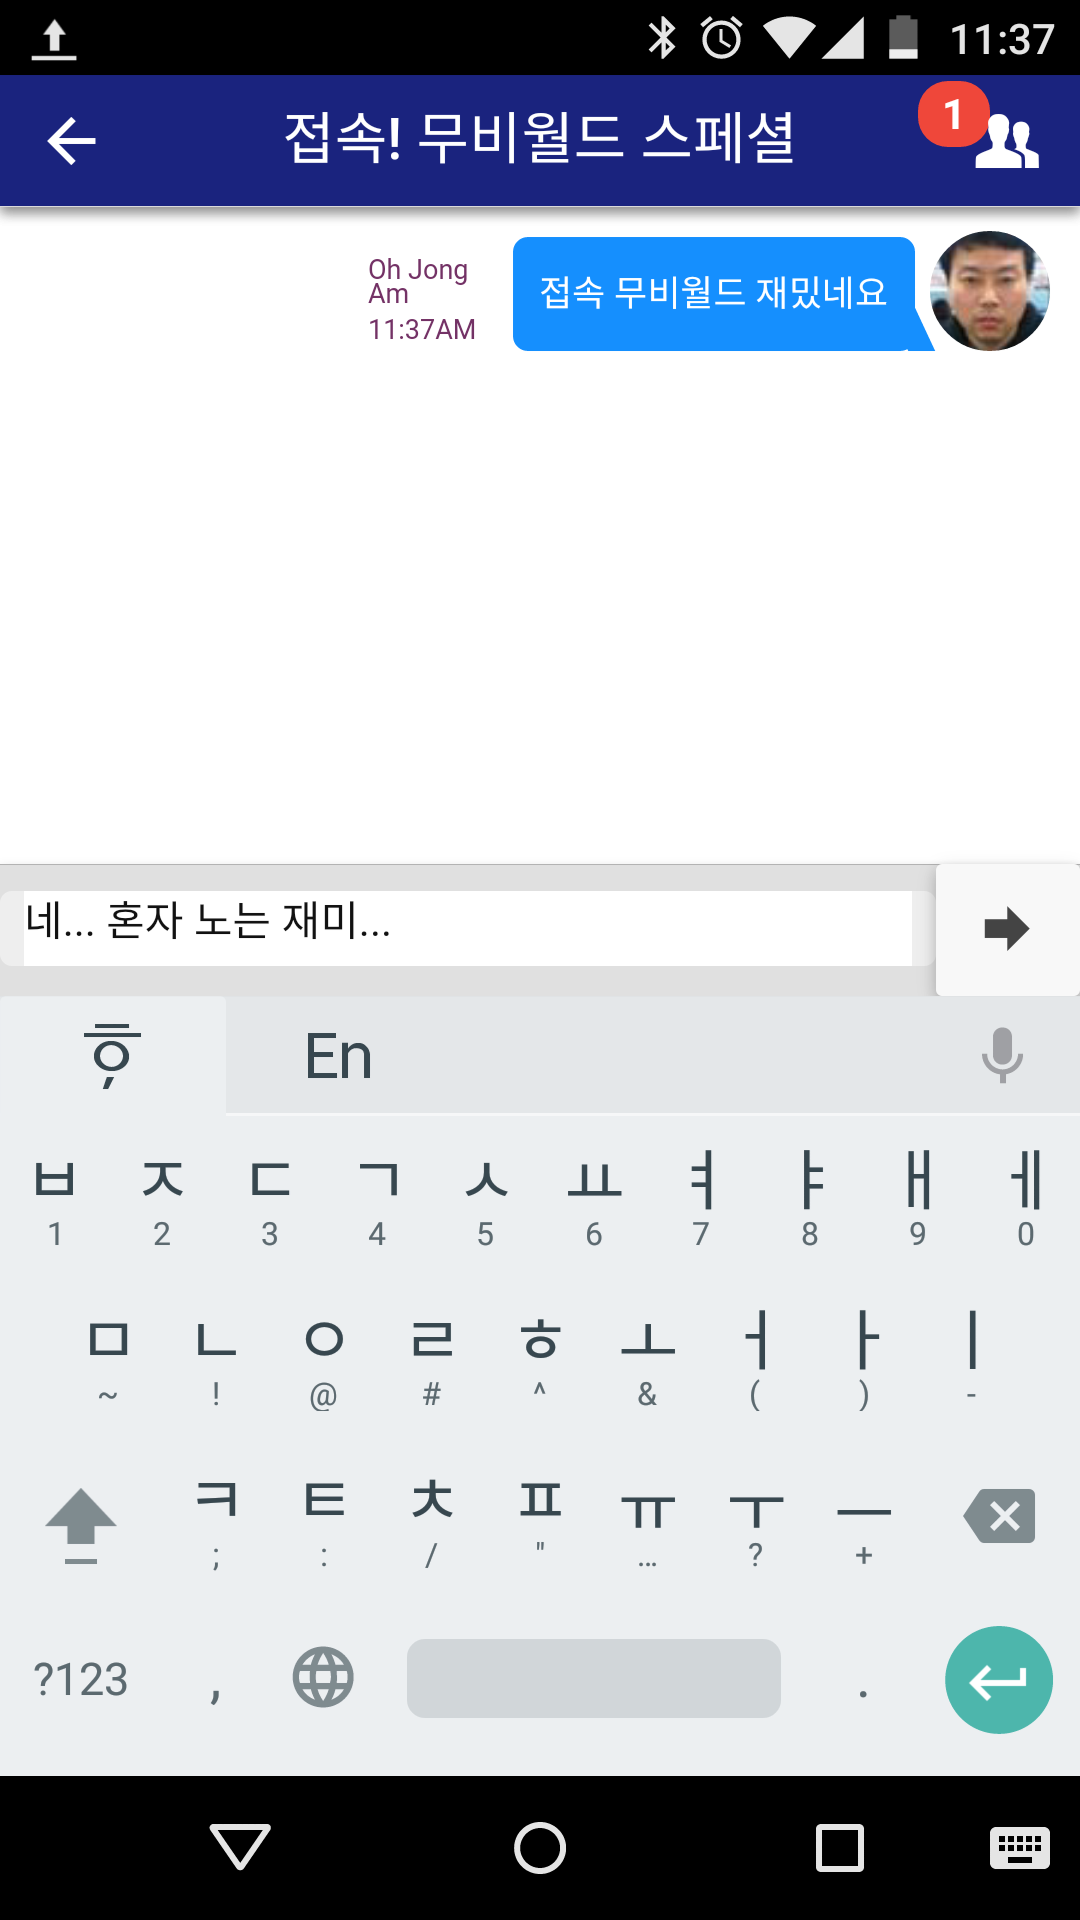 11:37
접속! 무비월드 스페셜
1
Oh Jong
Am
11:37AM
접속 무비월드 재밌네요
네... 혼자 노는 재미...
ㅎ En
ㅂ ㅈ ㄷ ㄱ ㅅ ㅛ ㅕ ㅑ ㅐ ㅔ
1 2 3 4 5 6 7 8 9 0
ㅁ ㄴ ㅇ ㄹ ㅎ ㅗ ㅓ ㅏ ㅣ
~ ! @ # ^ & ( ) -
ㅋ ㅌ ㅊ ㅍ ㅠ ㅜ ㅡ
; : / " … ? +
?123 , .